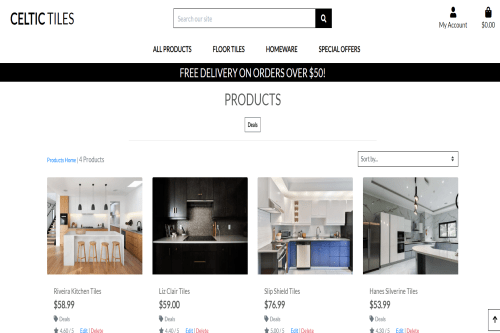 CELTIC TILES
Search our site
My Account
$0.00
ALL PRODUCTS FLOOR TILES HOMEWARE SPECIAL OFFERS
FREE DELIVERY ON ORDERS OVER $50!
PRODUCTS
Deals
Products Home | 4 Products
Sort by...
Riveira Kitchen Tiles
$58.99
Deals
4.60 / 5 Edit | Delete
Liz Clair Tiles
$59.00
Deals
4.40 / 5 Edit | Delete
Slip Shield Tiles
$76.99
Deals
5.00 / 5 Edit | Delete
Hanes Silverine Tiles
$53.99
Deals
4.20 / 5 Edit | Delete